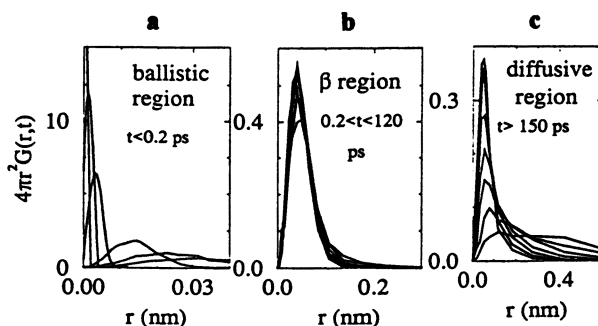 a
b
c
4πr²G(r,t)
10
0
0.00
0.03
r (nm)
ballistic
region
t<0.2 ps
0.4
0.0
0.2
r (nm)
β region
0.2<t<120
ps
0.3
0.0
0.0
0.4
r (nm)
diffusive
region
t> 150 ps